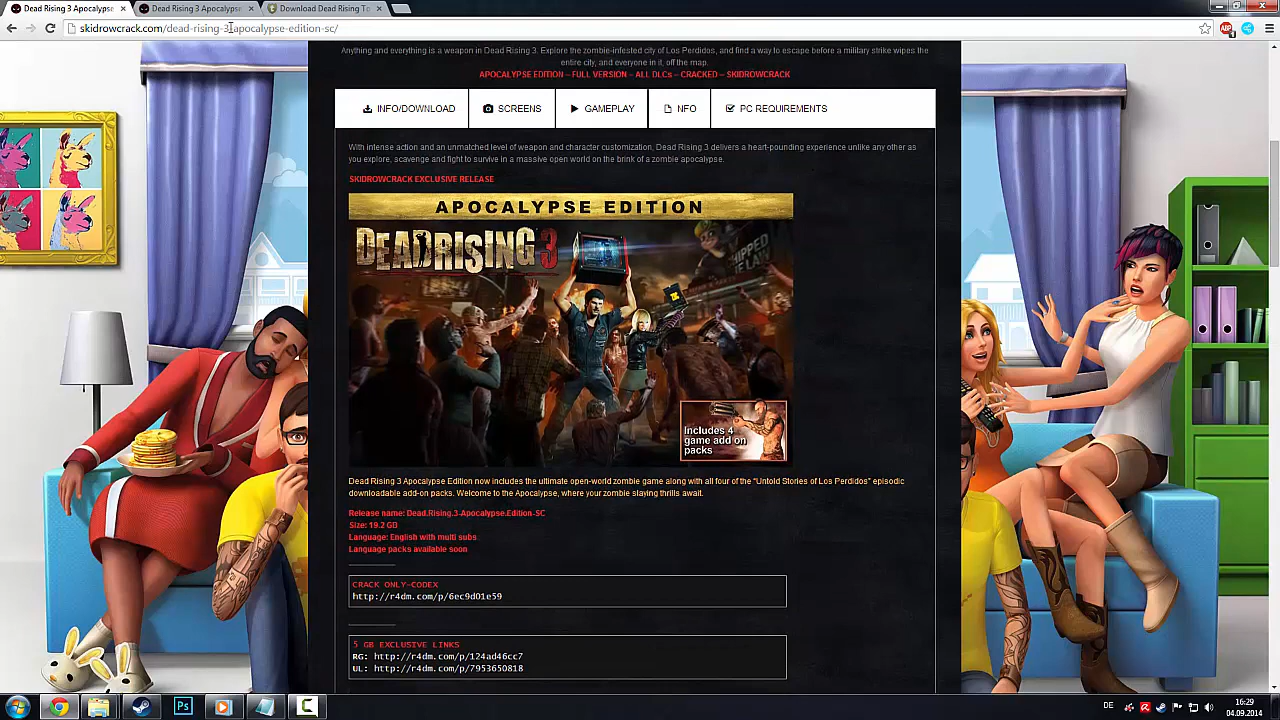 Dead Rising 3 Apocalypse
Dead Rising 3 Apocalypse
Download Dead Rising To
skidrowcrack.com/dead-rising-3-apocalypse-edition-sc/
Anything and everything is a weapon in Dead Rising 3. Explore the zombie-infested city of Los Perdidos, and find a way to escape before a military strike wipes the
entire city, and everyone in it, off the map.
APOCALYPSE EDITION – FULL VERSION – ALL DLCs – CRACKED – SKIDROWCRACK
INFO/DOWNLOAD
SCREENS
GAMEPLAY
NFO
PC REQUIREMENTS
With intense action and an unmatched level of weapon and character customization, Dead Rising 3 delivers a heart-pounding experience unlike any other as
you explore, scavenge and fight to survive in a massive open world on the brink of a zombie apocalypse.
SKIDROWCRACK EXCLUSIVE RELEASE
APOCALYPSE EDITION
DEADRISING 3
Includes 4
game add on
packs
Dead Rising 3 Apocalypse Edition now includes the ultimate open-world zombie game along with all four of the "Untold Stories of Los Perdidos" episodic
downloadable add-on packs. Welcome to the Apocalypse, where your zombie slaying thrills await.
Release name: Dead.Rising.3-Apocalypse.Edition-SC
Size: 19.2 GB
Language: English with multi subs
Language packs available soon
CRACK ONLY-CODEX
http://r4dm.com/p/6ec9d01e59
5 GB EXCLUSIVE LINKS
RG: http://r4dm.com/p/124ad46cc7
UL: http://r4dm.com/p/7953650818
Ps
DE
16:29
04.09.2014